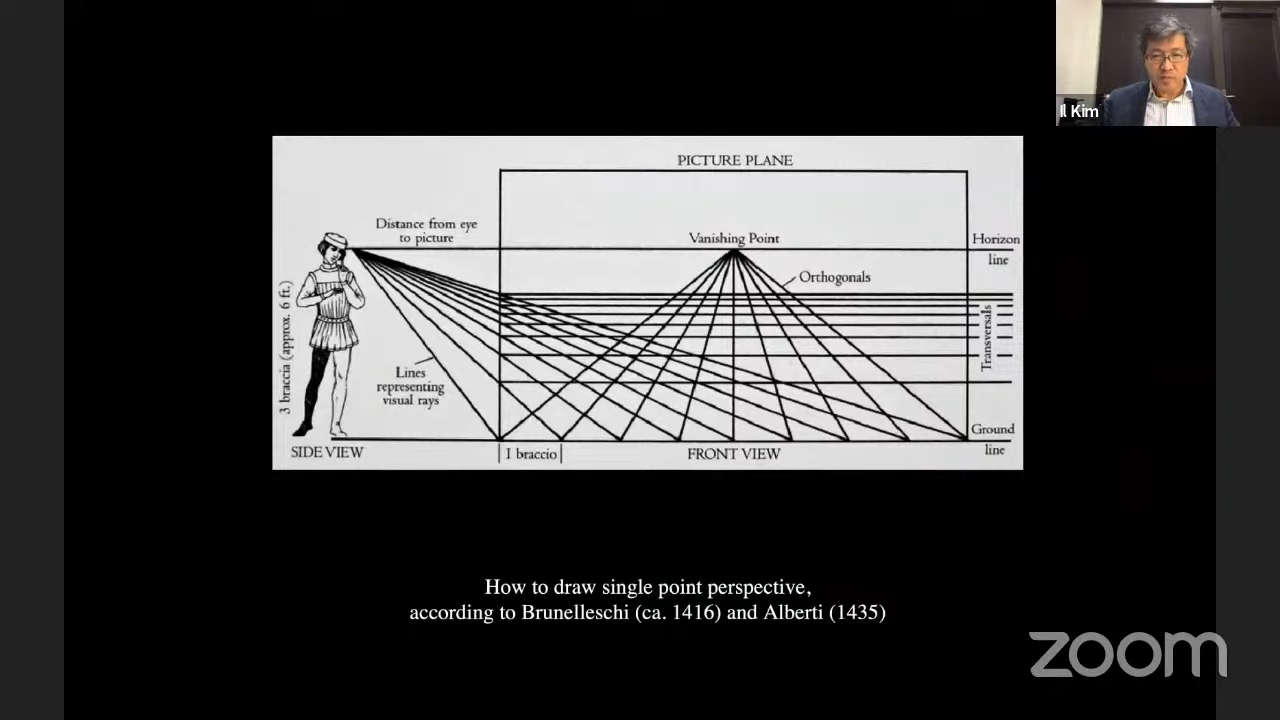 Il Kim
PICTURE PLANE
Distance from eye
to picture
Vanishing Point
Horizon
line
Orthogonals
3 braccia (approx. 6 ft.)
Transversals
Lines
representing
visual rays
Ground
line
SIDE VIEW
1 braccio
FRONT VIEW
How to draw single point perspective,
according to Brunelleschi (ca. 1416) and Alberti (1435)
zoom